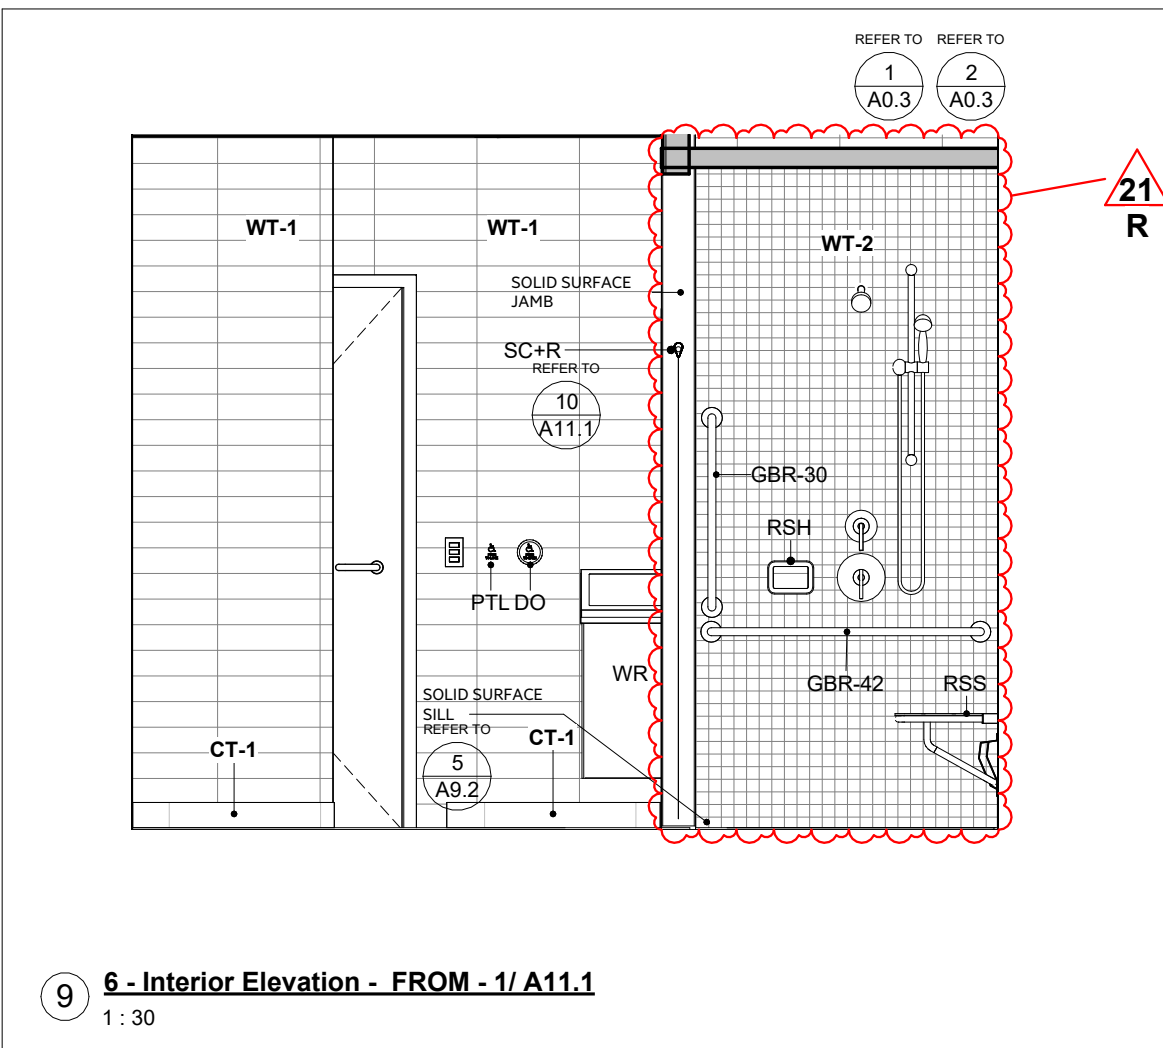 REFER TO REFER TO
1 2
A0.3 A0.3
21
R
WT-1 WT-1 WT-2
SOLID SURFACE
JAMB
SC+R
REFER TO
10
A11.1
GBR-30
RSH
PTL DO
WR
GBR-42 RSS
SOLID SURFACE
SILL
REFER TO
CT-1 CT-1
5
A9.2
9 6 - Interior Elevation - FROM - 1/ A11.1
1 : 30